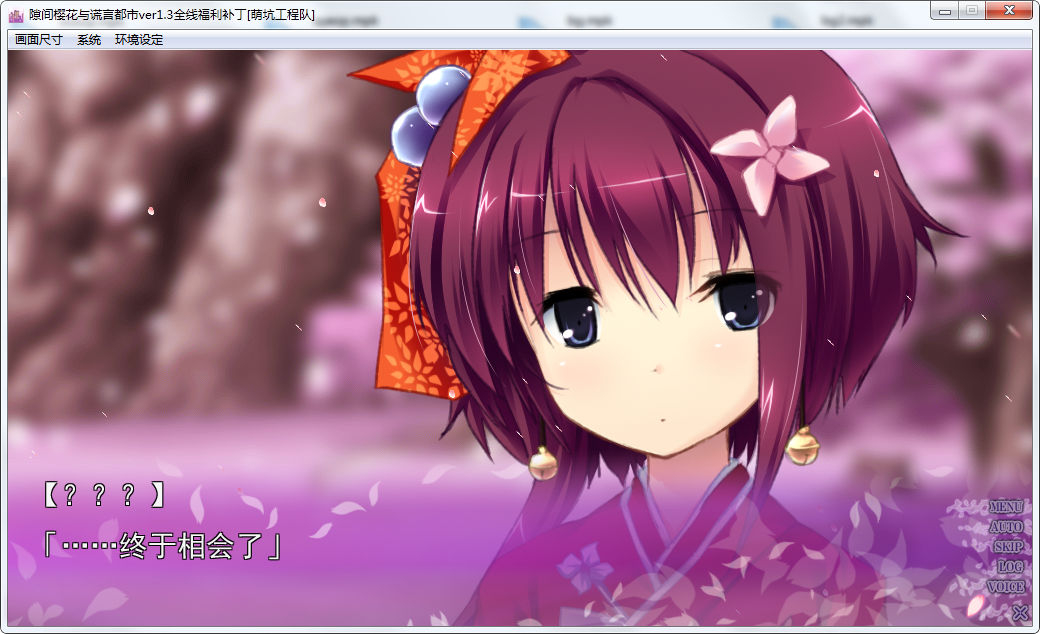 隙间樱花与谎言都市ver1.3全线福利补丁[萌坑工程队]
画面尺寸 系统 环境设定
【？？？】
「……终于相会了」
MENU
AUTO
SKIP
LOG
VOICE